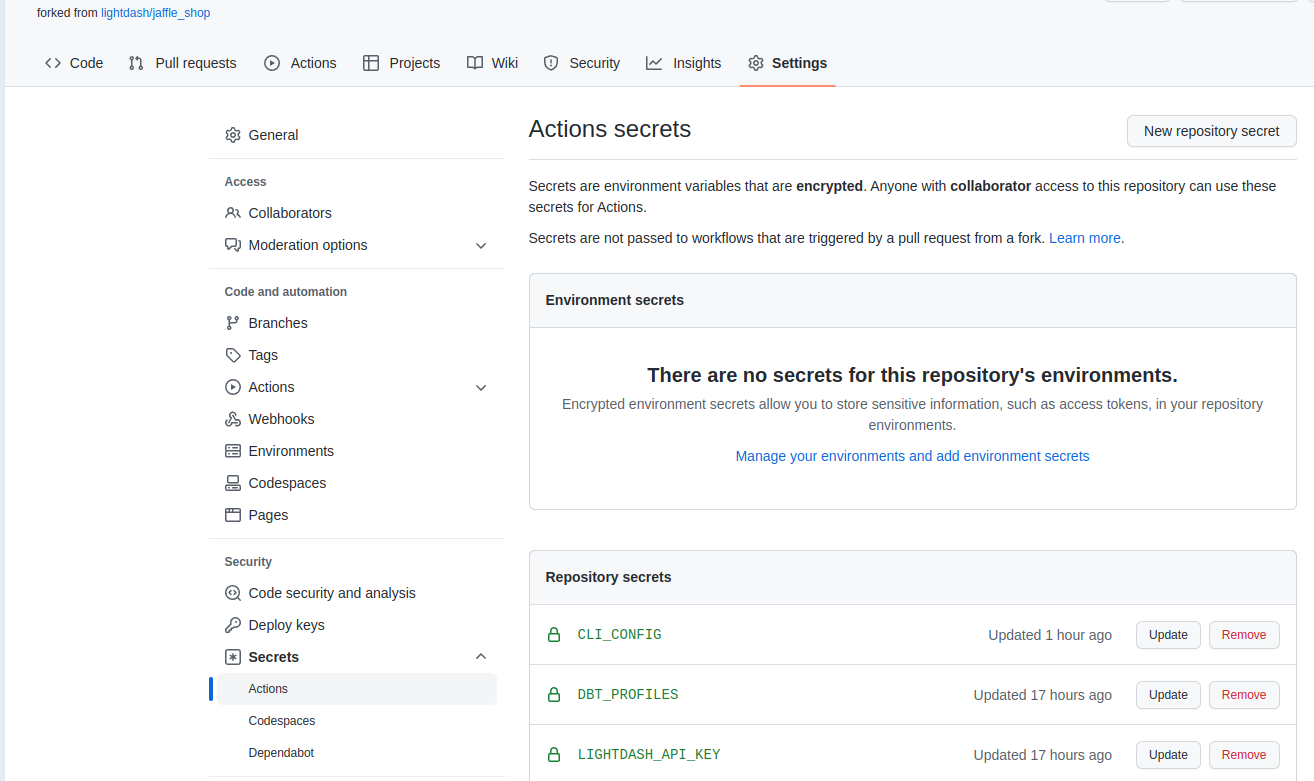 forked from lightdash/jaffle_shop
Code Pull requests Actions Projects Wiki Security Insights Settings
General
Access
Collaborators
Moderation options
Code and automation
Branches
Tags
Actions
Webhooks
Environments
Codespaces
Pages
Security
Code security and analysis
Deploy keys
Secrets
Actions
Codespaces
Dependabot
Actions secrets
New repository secret
Secrets are environment variables that are encrypted. Anyone with collaborator access to this repository can use these
secrets for Actions.
Secrets are not passed to workflows that are triggered by a pull request from a fork. Learn more.
Environment secrets
There are no secrets for this repository's environments.
Encrypted environment secrets allow you to store sensitive information, such as access tokens, in your repository
environments.
Manage your environments and add environment secrets
Repository secrets
CLI_CONFIG Updated 1 hour ago Update Remove
DBT_PROFILES Updated 17 hours ago Update Remove
LIGHTDASH_API_KEY Updated 17 hours ago Update Remove